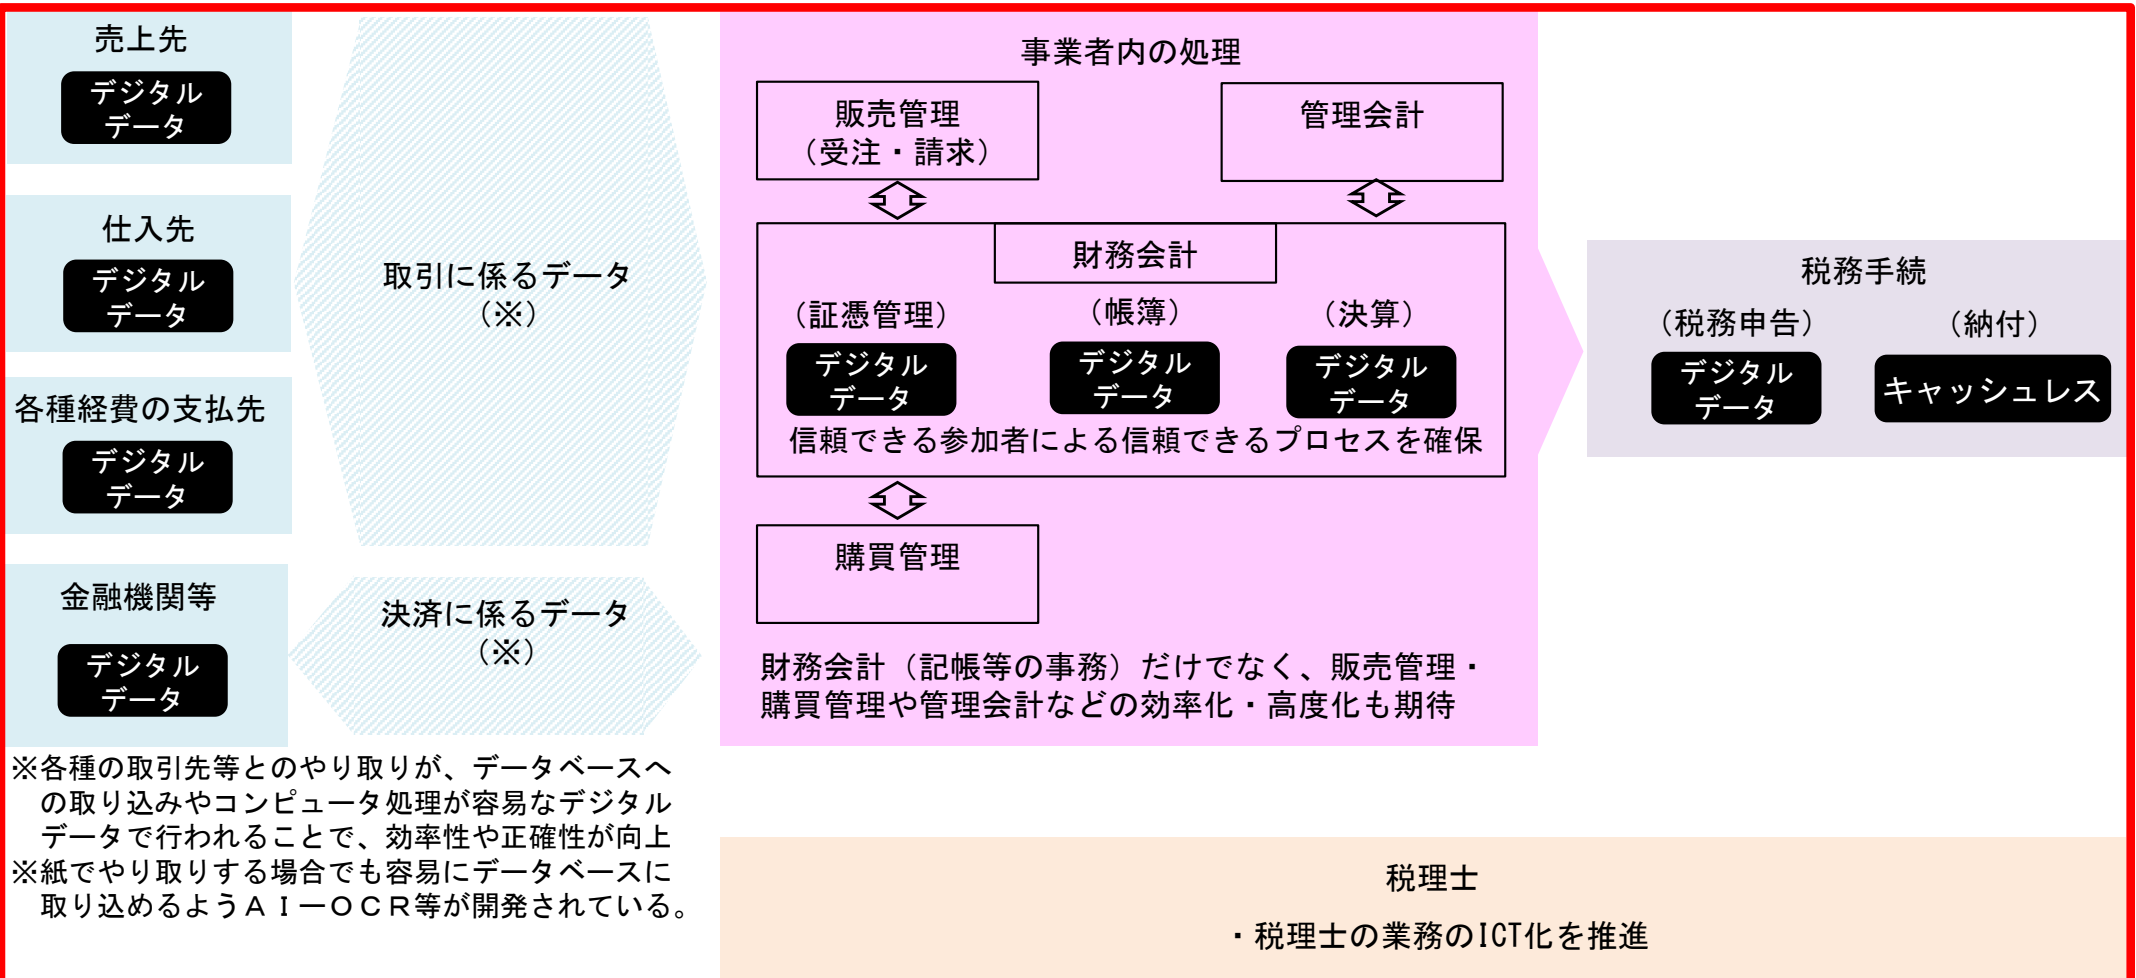 売上先
デジタル
データ
仕入先
デジタル
データ
各種経費の支払先
デジタル
データ
金融機関等
デジタル
データ
取引に係るデータ
（※）
決済に係るデータ
（※）
※各種の取引先等とのやり取りが、データベースへ
の取り込みやコンピュータ処理が容易なデジタル
データで行われることで、効率性や正確性が向上
※紙でやり取りする場合でも容易にデータベースに
取り込めるようＡＩーＯＣＲ等が開発されている。
事業者内の処理
販売管理
（受注・請求）
管理会計
財務会計
（証憑管理）
デジタル
データ
（帳簿）
デジタル
データ
（決算）
デジタル
データ
信頼できる参加者による信頼できるプロセスを確保
購買管理
財務会計（記帳等の事務）だけでなく、販売管理・
購買管理や管理会計などの効率化・高度化も期待
税務手続
（税務申告）
デジタル
データ
（納付）
キャッシュレス
税理士
・税理士の業務のICT化を推進